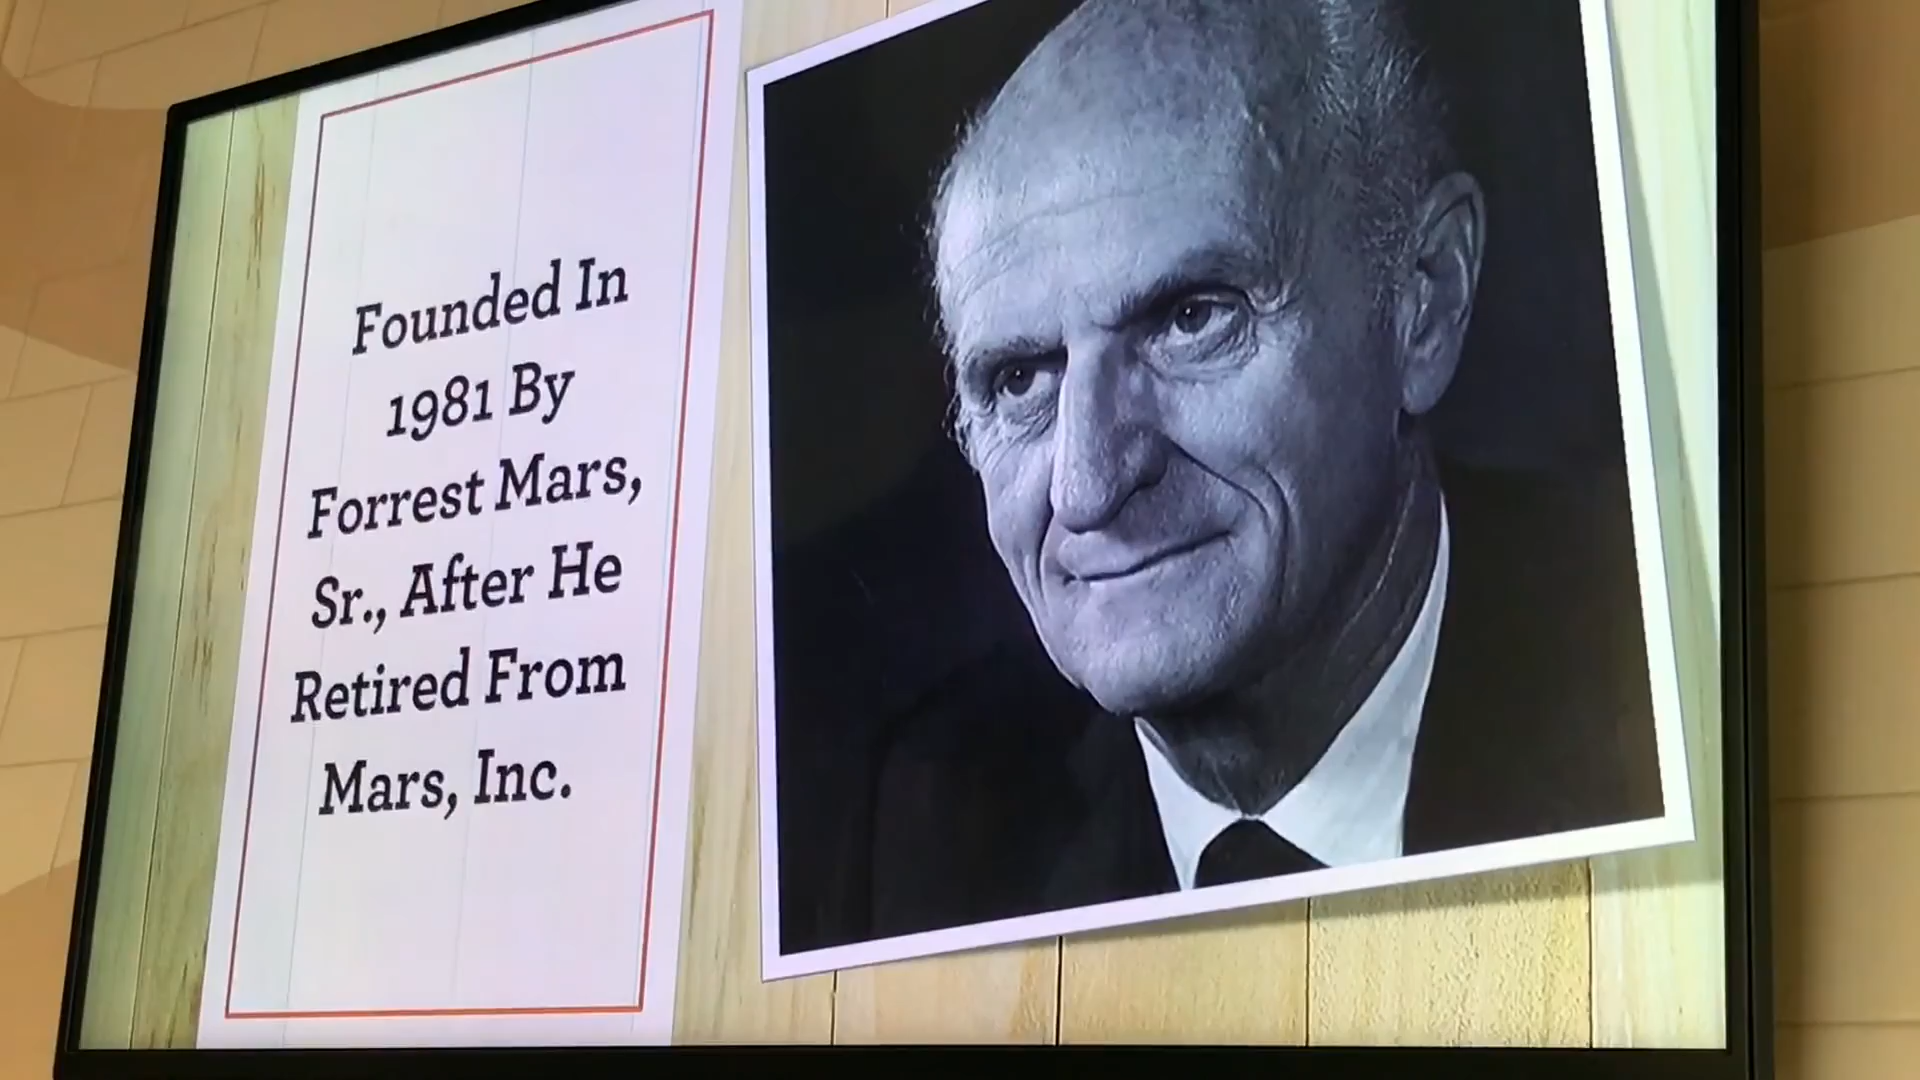 Founded In
1981 By
Forrest Mars,
Sr., After He
Retired From
Mars, Inc.